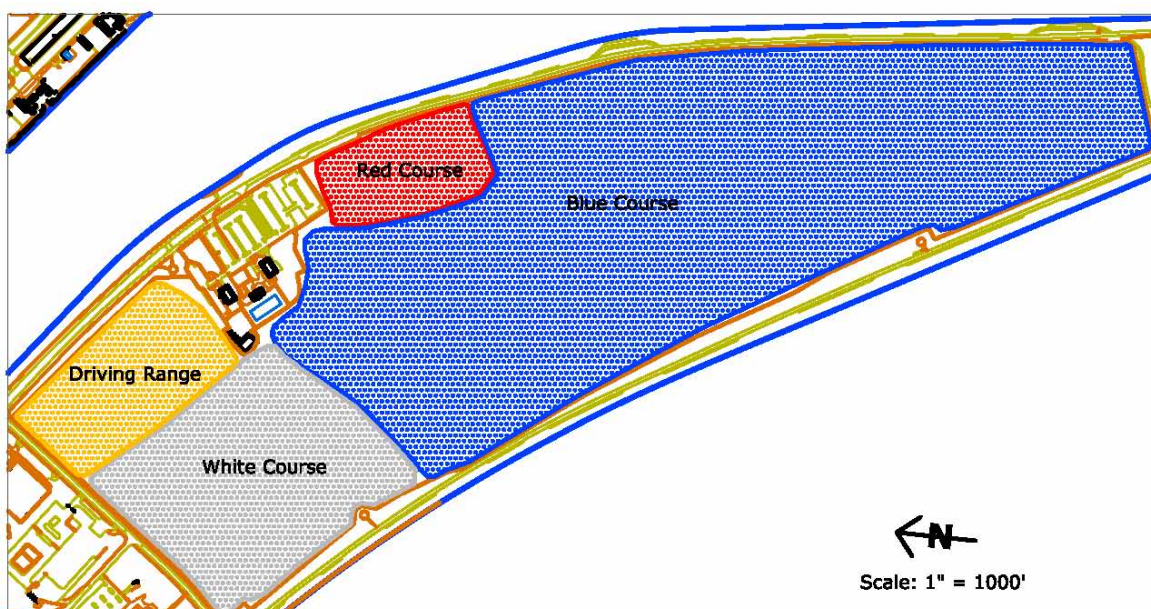 Red Course
Blue Course
Driving Range
White Course
N
Scale: 1" = 1000'